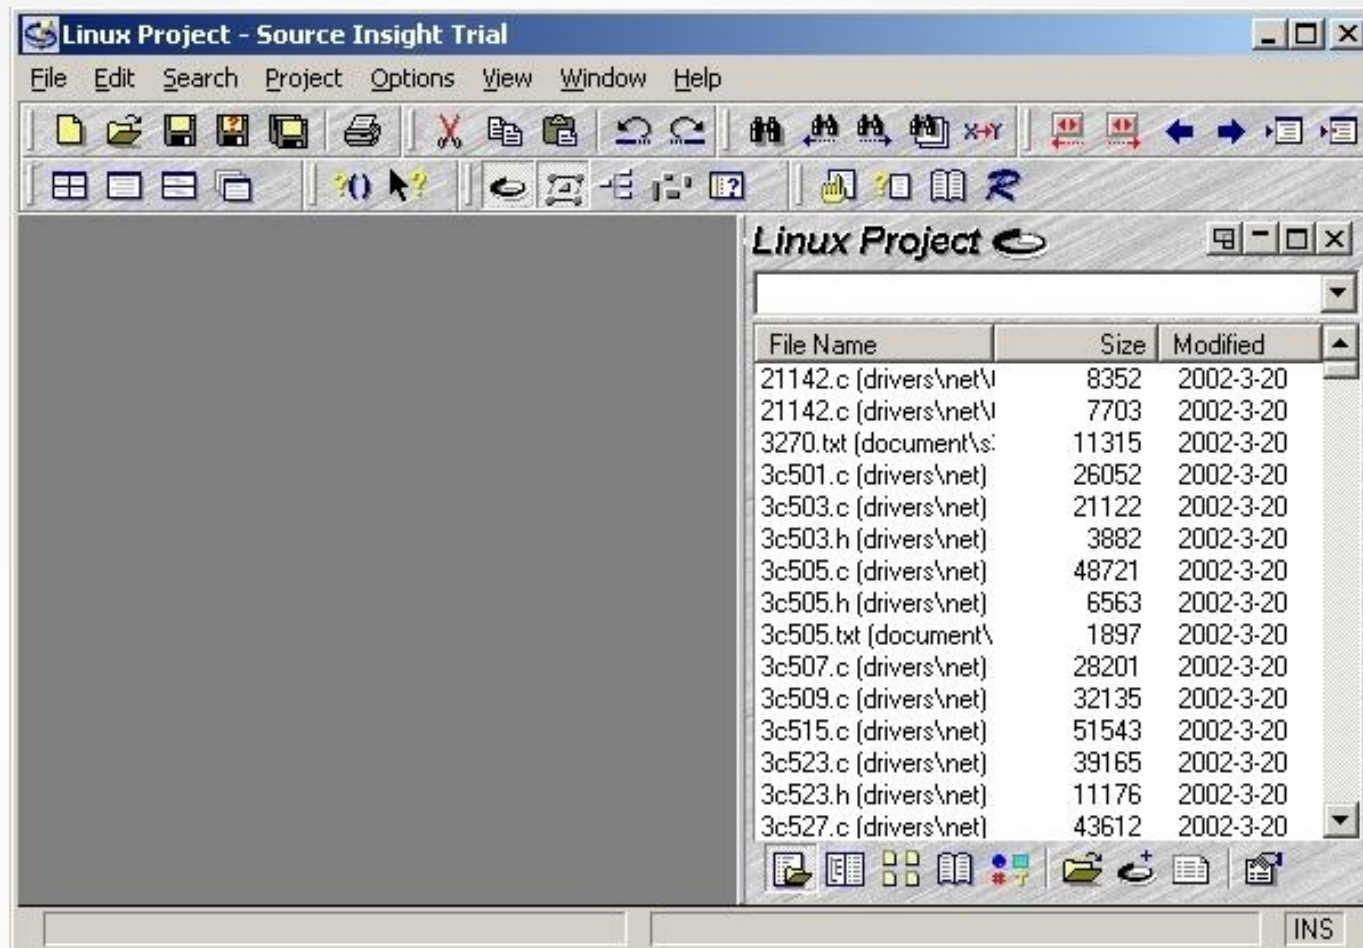 Linux Project - Source Insight Trial
File Edit Search Project Options View Window Help
Linux Project
File Name Size Modified
21142.c (drivers\net\ 8352 2002-3-20
21142.c (drivers\net\ 7703 2002-3-20
3270.txt (document\s 11315 2002-3-20
3c501.c (drivers\net) 26052 2002-3-20
3c503.c (drivers\net) 21122 2002-3-20
3c503.h (drivers\net) 3882 2002-3-20
3c505.c (drivers\net) 48721 2002-3-20
3c505.h (drivers\net) 6563 2002-3-20
3c505.txt (document\ 1897 2002-3-20
3c507.c (drivers\net) 28201 2002-3-20
3c509.c (drivers\net) 32135 2002-3-20
3c515.c (drivers\net) 51543 2002-3-20
3c523.c (drivers\net) 39165 2002-3-20
3c523.h (drivers\net) 11176 2002-3-20
3c527.c (drivers\net) 43612 2002-3-20
INS